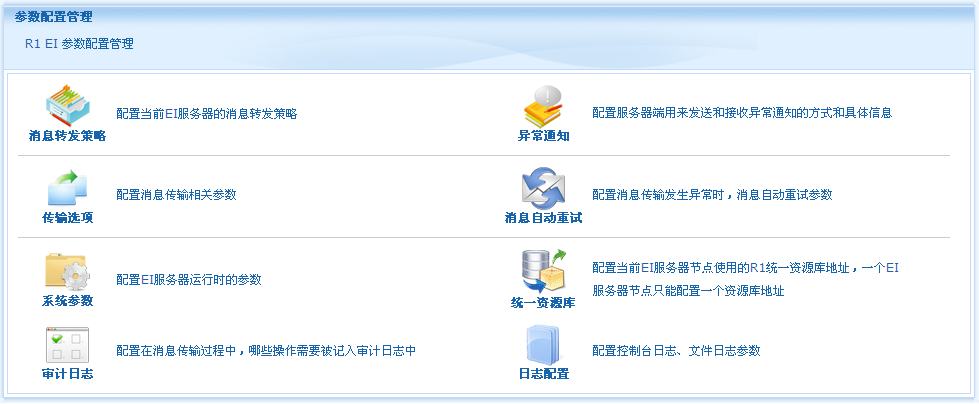 参数配置管理
R1 EI 参数配置管理
消息转发策略
配置当前EI服务器的消息转发策略
异常通知
配置服务器端用来发送和接收异常通知的方式和具体信息
传输选项
配置消息传输相关参数
消息自动重试
配置消息传输发生异常时，消息自动重试参数
系统参数
配置EI服务器运行时的参数
统一资源库
配置当前EI服务器节点使用的R1统一资源库地址，一个EI
服务器节点只能配置一个资源库地址
审计日志
配置在消息传输过程中，哪些操作需要被记入审计日志中
日志配置
配置控制台日志、文件日志参数